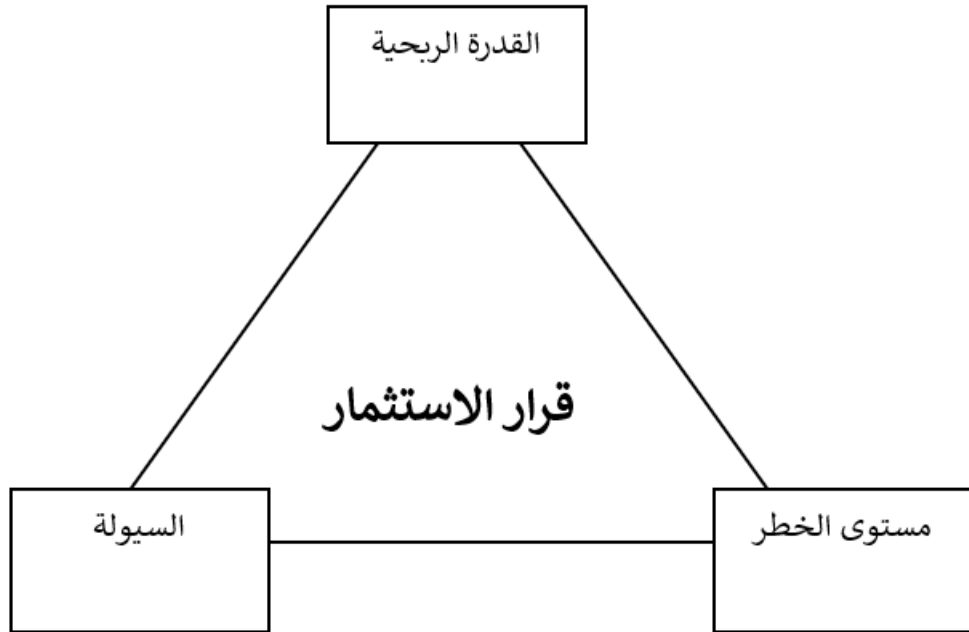 القدرة الربحية
قرار الاستثمار
مستوى الخطر
السيولة